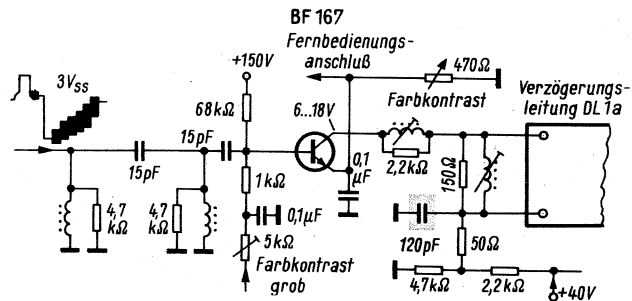 BF 167
Fernbedienungs-
anschluß
470Ω
Farbkontrast
+150V
3Vss
68kΩ
6...18V
Verzögerungs-
leitung DL1a
15pF
15pF
1kΩ
0,1
µF
2,2kΩ
150Ω
4,7
kΩ
4,7
kΩ
0,1µF
120pF
50Ω
5kΩ
Farbkontrast
grob
4,7kΩ
2,2kΩ
+40V